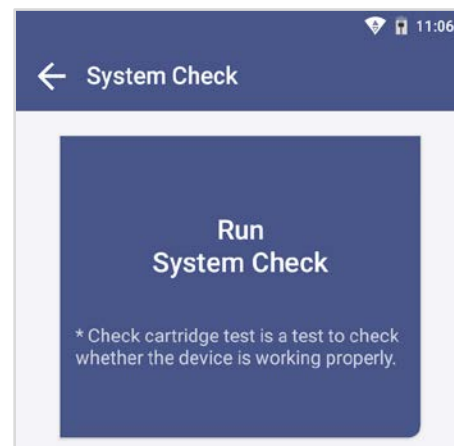 11:06
System Check
Run
System Check
* Check cartridge test is a test to check
whether the device is working properly.